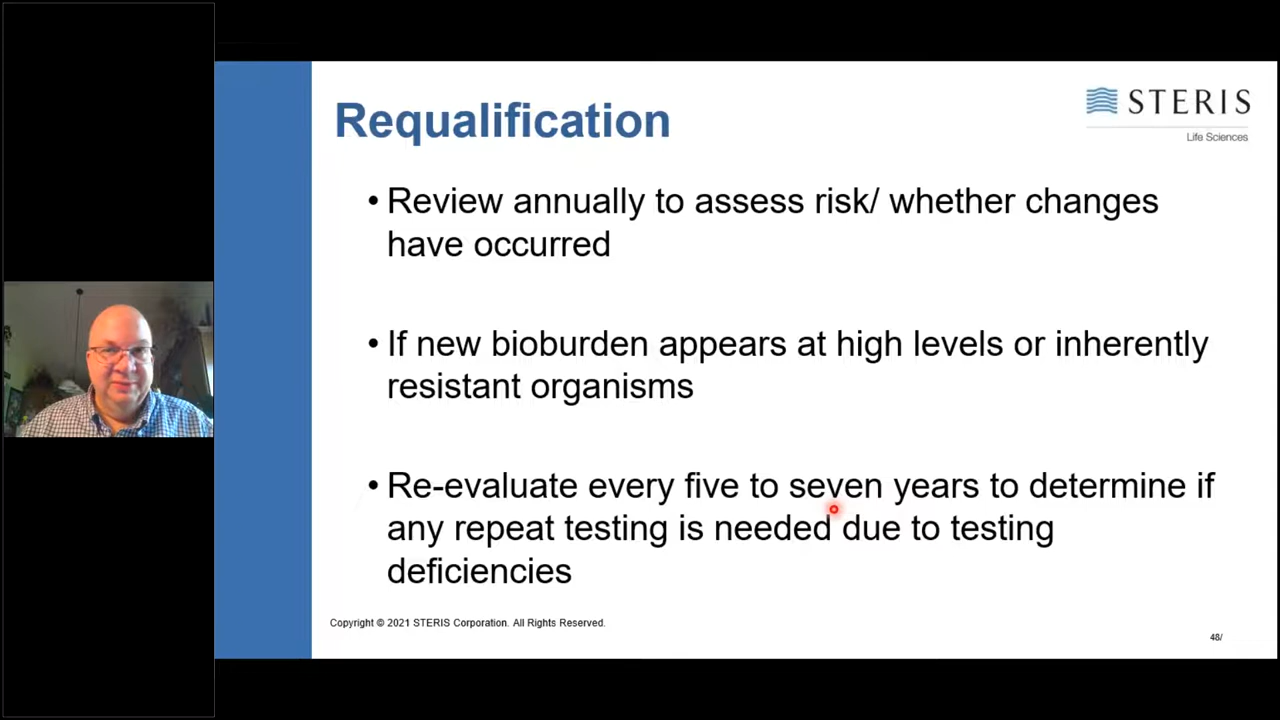 Requalification
STERIS
Life Sciences
• Review annually to assess risk/ whether changes
have occurred
• If new bioburden appears at high levels or inherently
resistant organisms
• Re-evaluate every five to seven years to determine if
any repeat testing is needed due to testing
deficiencies
Copyright © 2021 STERIS Corporation. All Rights Reserved.
48/